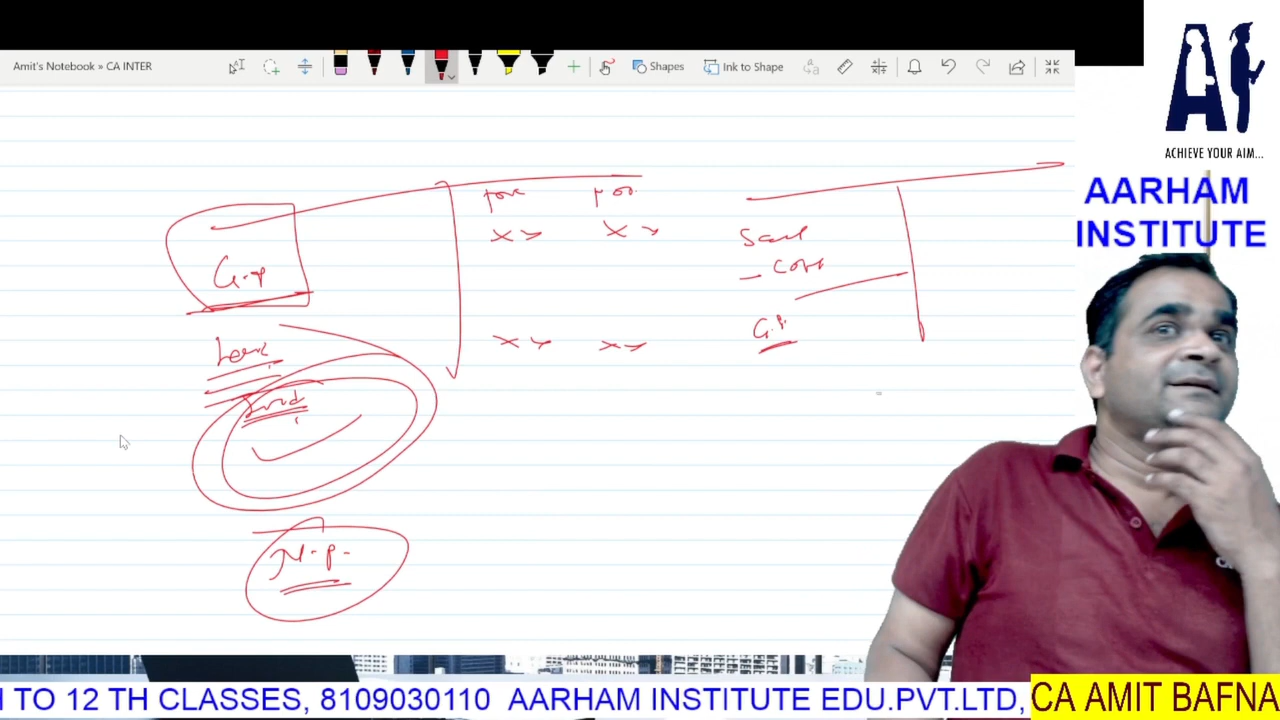 Amit's Notebook » CA INTER
Shapes
Ink to Shape
AI
ACHIEVE YOUR AIM...
AARHAM
INSTITUTE
G.P
Less
N.P.
XX XX
XX XX
- Cost
G.P.
TO 12 TH CLASSES, 8109030110 AARHAM INSTITUTE EDU.PVT.LTD,
CA AMIT BAFNA